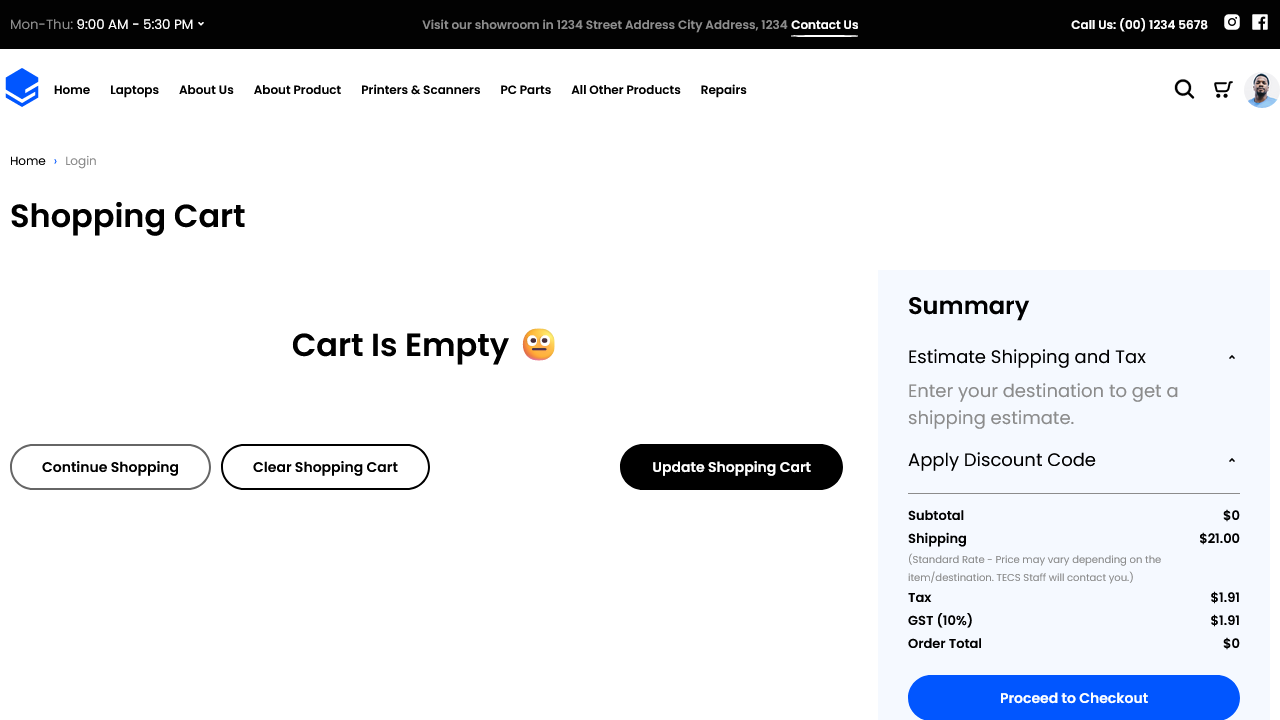 Mon-Thu: 9:00 AM - 5:30 PM
Visit our showroom in 1234 Street Address City Address, 1234 Contact Us
Call Us: (00) 1234 5678
Home
Laptops
About Us
About Product
Printers & Scanners
PC Parts
All Other Products
Repairs
Home › Login
Shopping Cart
Cart Is Empty
Continue Shopping
Clear Shopping Cart
Update Shopping Cart
Summary
Estimate Shipping and Tax
Enter your destination to get a
shipping estimate.
Apply Discount Code
Subtotal $0
Shipping $21.00
(Standard Rate - Price may vary depending on the
item/destination. TECS Staff will contact you.)
Tax $1.91
GST (10%) $1.91
Order Total $0
Proceed to Checkout